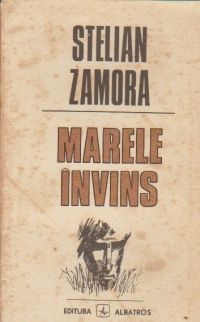 STELIAN
ZAMORA
MARELE
ÎNVINS
EDITURA ALBATROS